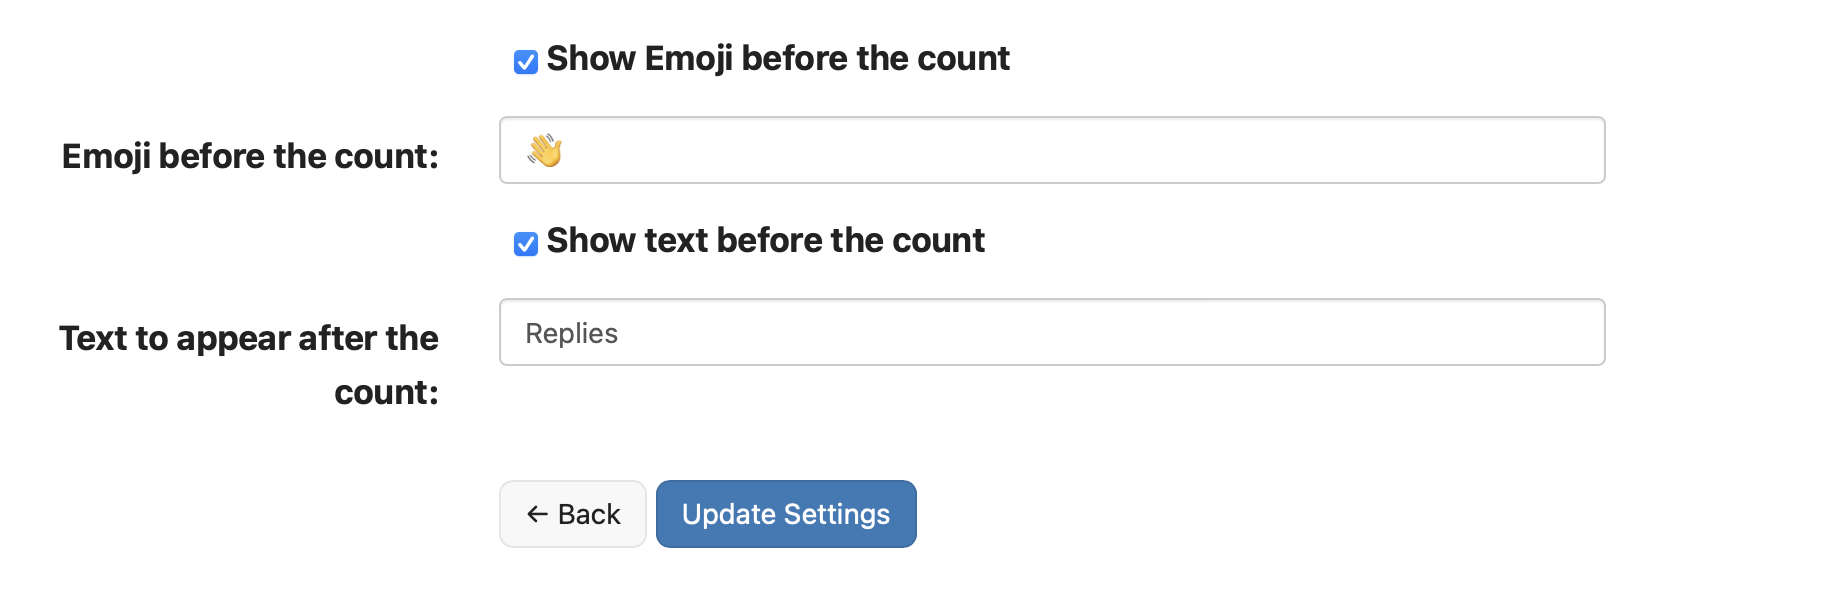 Show Emoji before the count
Emoji before the count:
👋
Show text before the count
Text to appear after the
count:
Replies
← Back
Update Settings